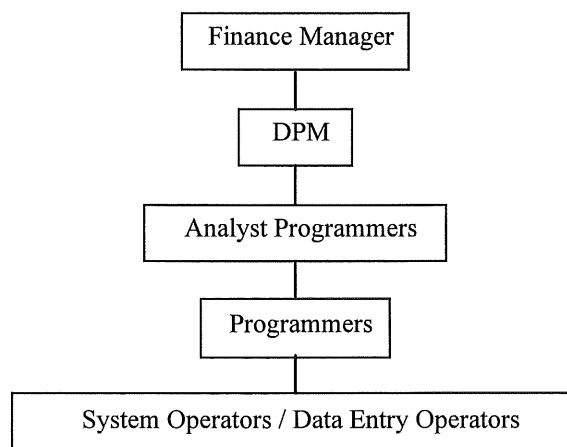 Finance Manager
DPM
Analyst Programmers
Programmers
System Operators / Data Entry Operators